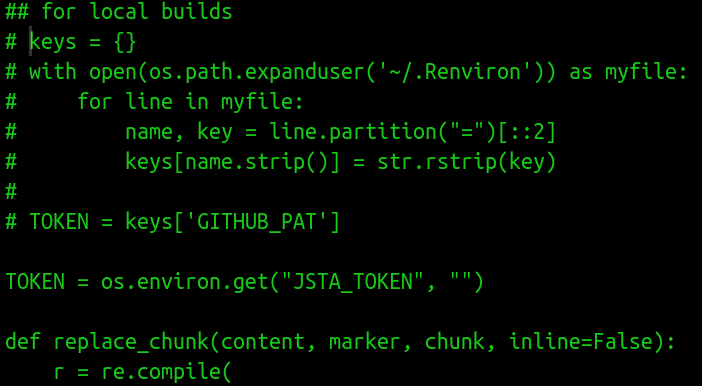 ## for local builds
# keys = {}
# with open(os.path.expanduser('~/.Renviron')) as myfile:
#     for line in myfile:
#         name, key = line.partition("=")[::2]
#         keys[name.strip()] = str.rstrip(key)
#
# TOKEN = keys['GITHUB_PAT']

TOKEN = os.environ.get("JSTA_TOKEN", "")

def replace_chunk(content, marker, chunk, inline=False):
    r = re.compile(